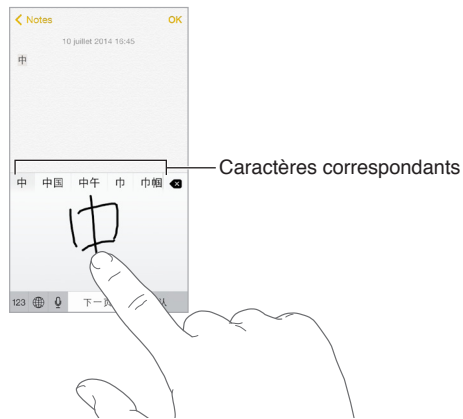 Notes OK
10 juillet 2014 16:45
中
Caractères correspondants
中 中国 中午 巾 巾帼
中
123 下一